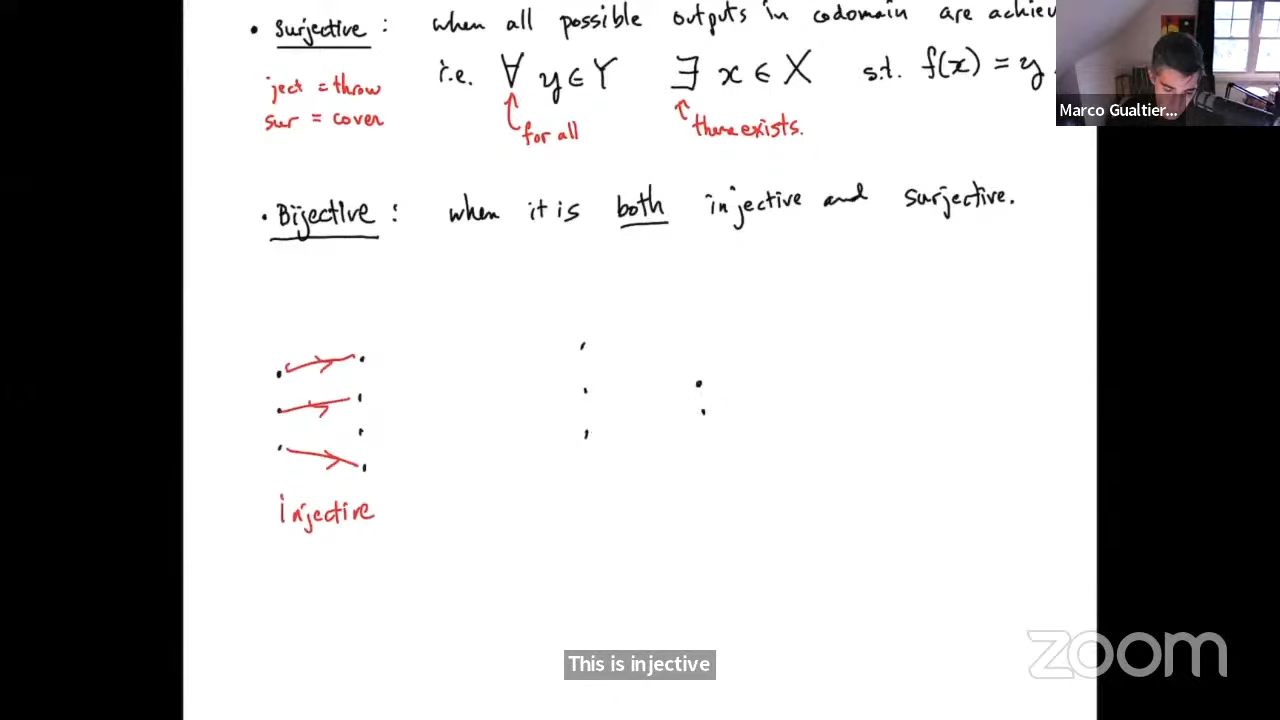 • Surjective : when all possible outputs in codomain are achiev
i.e. ∀ y ∈ Y ∃ x ∈ X s.t. f(x) = y
ject = throw
sur = cover
for all
there exists.
Marco Gualtier...
• Bijective : when it is both injective and surjective.
injective
This is injective
zoom